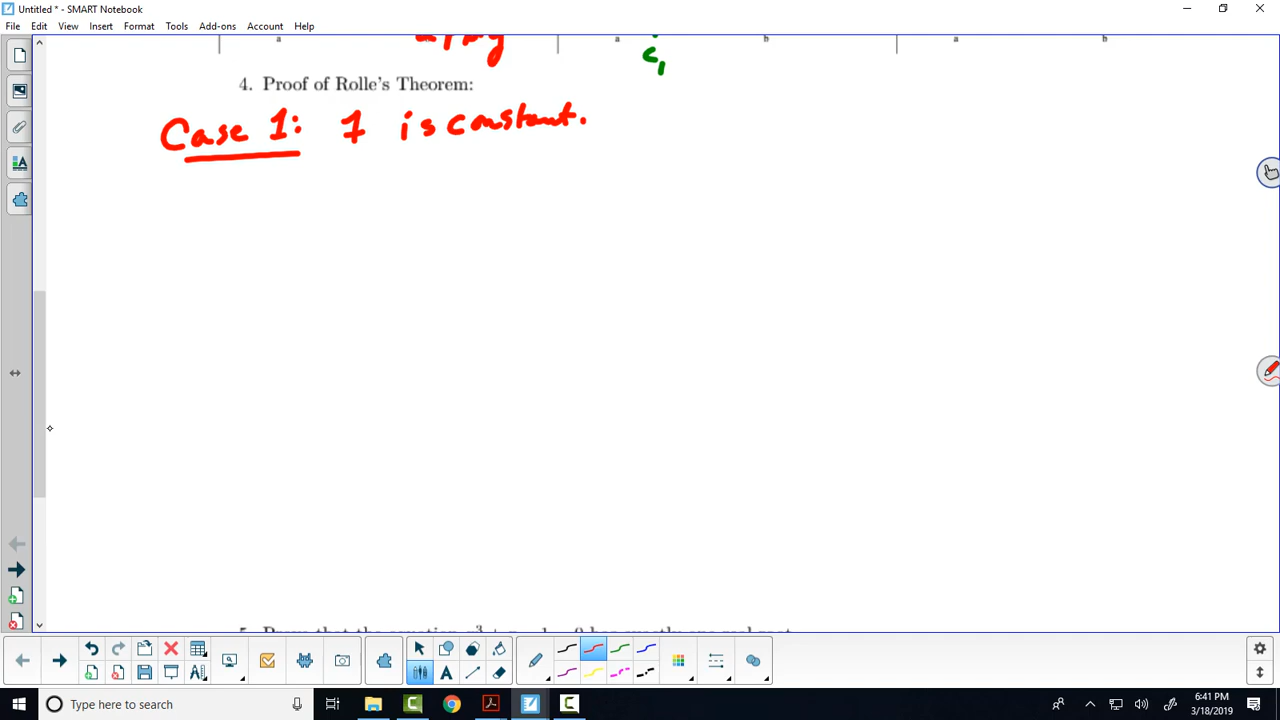 Untitled * - SMART Notebook
File Edit View Insert Format Tools Add-ons Account Help
a
a
b
a
b
c₁
4. Proof of Rolle's Theorem:
Case 1: f is constant.
Type here to search
6:41 PM
3/18/2019